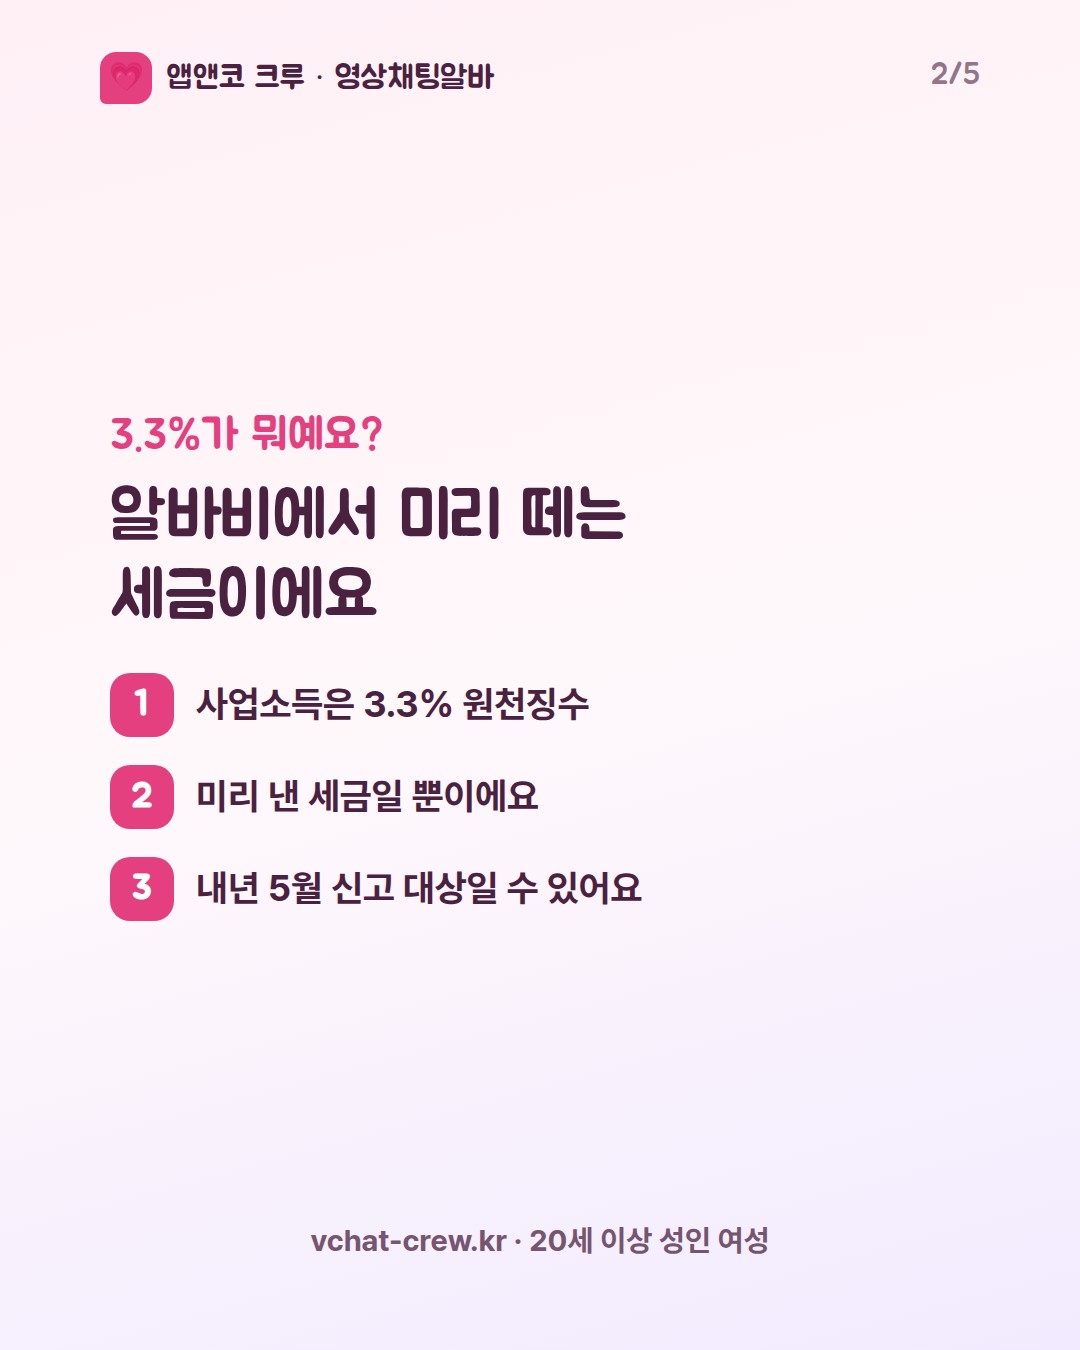 앱앤코 크루 · 영상채팅알바
2/5
3.3%가 뭐예요?
알바비에서 미리 떼는
세금이에요
1 사업소득은 3.3% 원천징수
2 미리 낸 세금일 뿐이에요
3 내년 5월 신고 대상일 수 있어요
vchat-crew.kr · 20세 이상 성인 여성